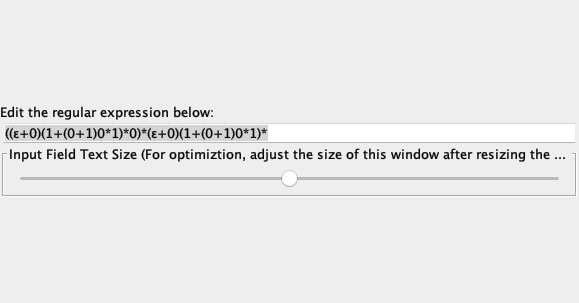 Edit the regular expression below:
((ε+0)(1+(0+1)0*1)*0)*(ε+0)(1+(0+1)0*1)*
Input Field Text Size (For optimiztion, adjust the size of this window after resizing the ...